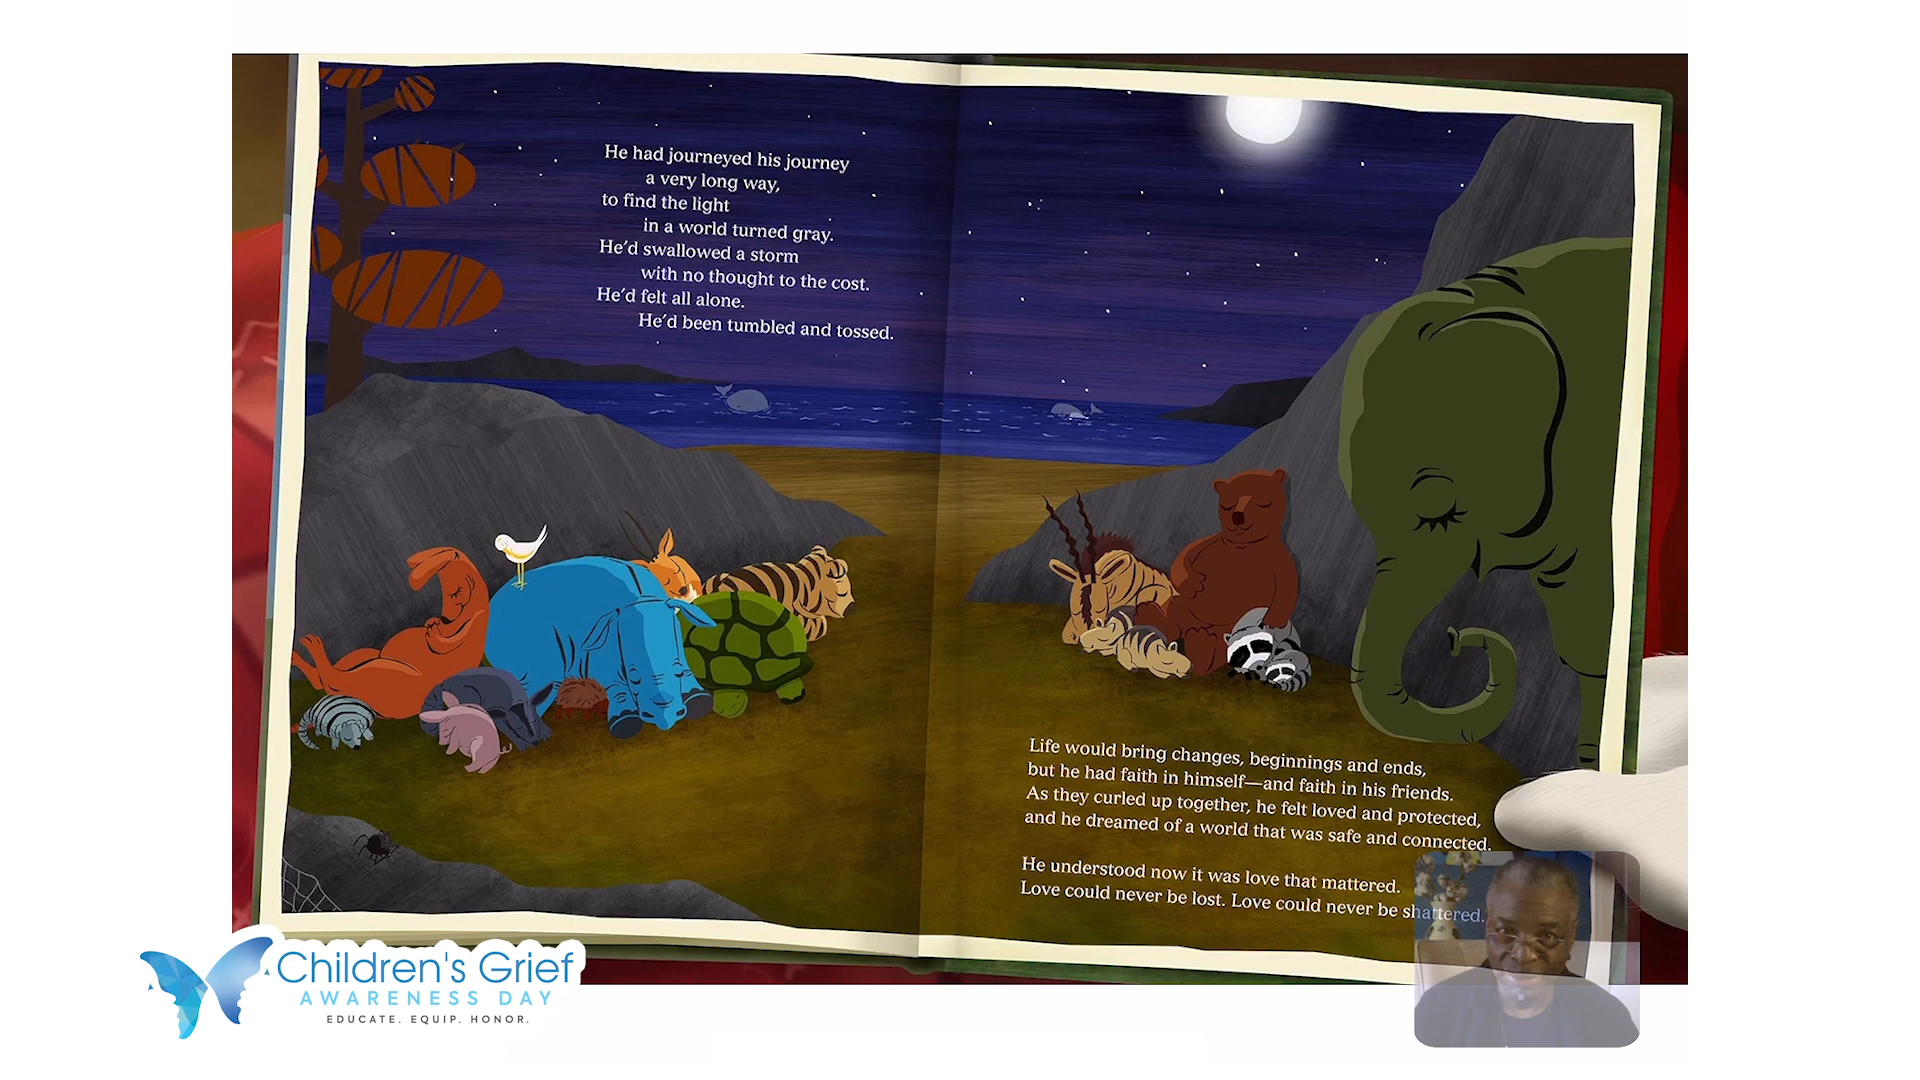 He had journeyed his journey
a very long way,
to find the light
in a world turned gray.
He'd swallowed a storm
with no thought to the cost.
He'd felt all alone.
He'd been tumbled and tossed.
Life would bring changes, beginnings and ends,
but he had faith in himself—and faith in his friends.
As they curled up together, he felt loved and protected,
and he dreamed of a world that was safe and connected.
He understood now it was love that mattered.
Love could never be lost. Love could never be shattered.
Children's Grief
AWARENESS DAY
EDUCATE. EQUIP. HONOR.